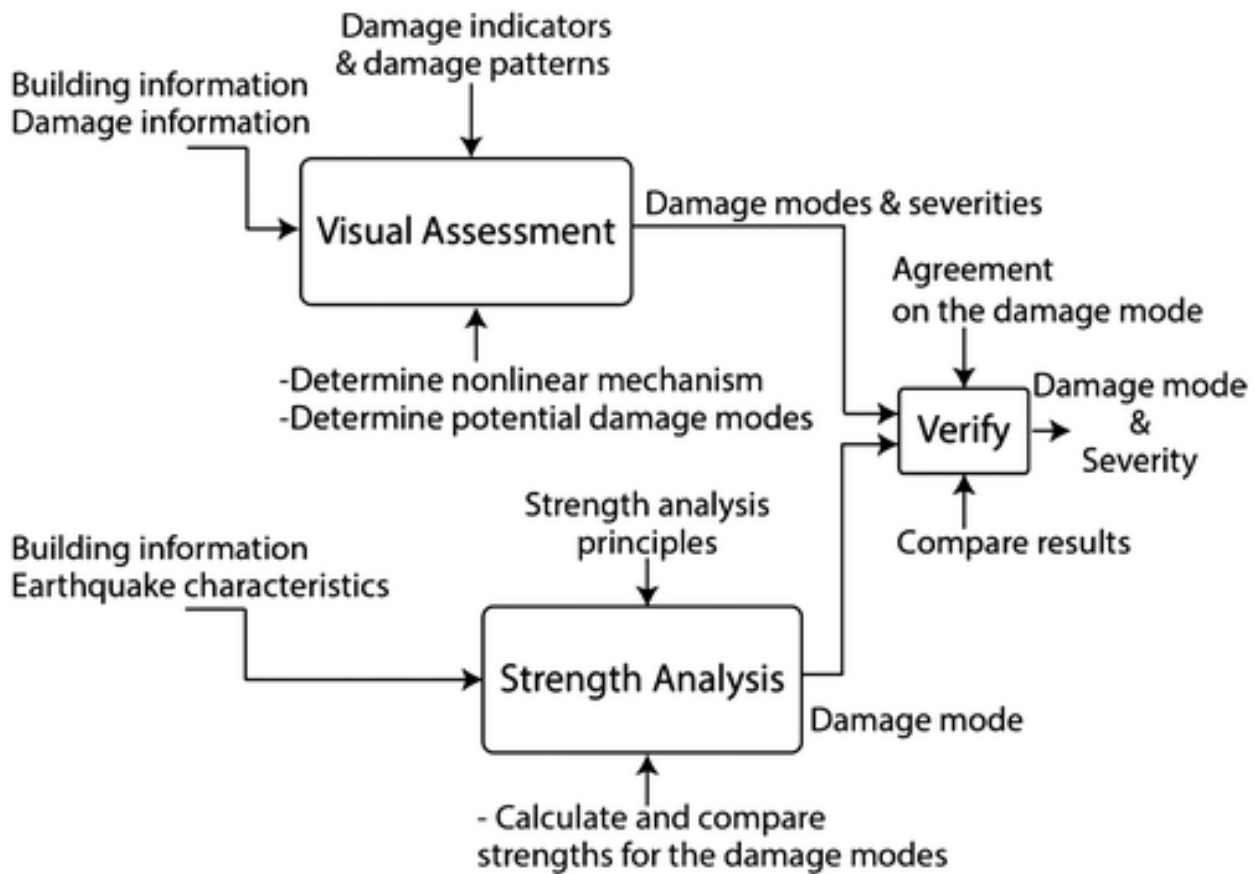 Damage indicators
& damage patterns
Building information
Damage information
Visual Assessment
Damage modes & severities
-Determine nonlinear mechanism
-Determine potential damage modes
Agreement
on the damage mode
Verify
Damage mode
&
Severity
Compare results
Strength analysis
principles
Building information
Earthquake characteristics
Strength Analysis
Damage mode
- Calculate and compare
strengths for the damage modes